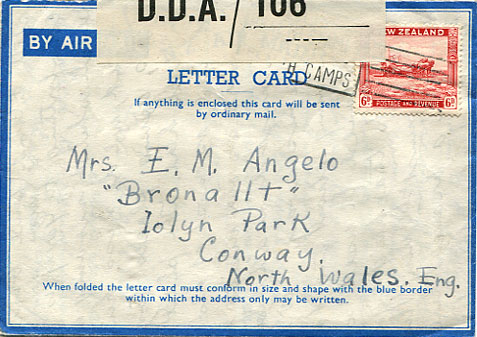 D.D.A./106
BY AIR
NEW ZEALAND
LETTER CARD
H CAMPS
6D POSTAGE AND REVENUE 6D
If anything is enclosed this card will be sent
by ordinary mail.
Mrs. E. M. Angelo
"Bronallt"
Iolyn Park
Conway.
North Wales. Eng.
When folded the letter card must conform in size and shape with the blue border
within which the address only may be written.